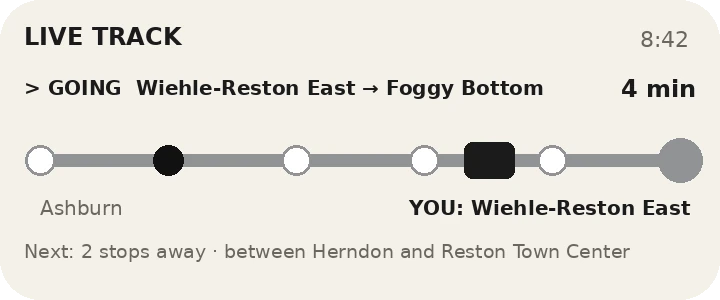 LIVE TRACK 8:42
> GOING Wiehle-Reston East → Foggy Bottom 4 min
Ashburn YOU: Wiehle-Reston East
Next: 2 stops away · between Herndon and Reston Town Center